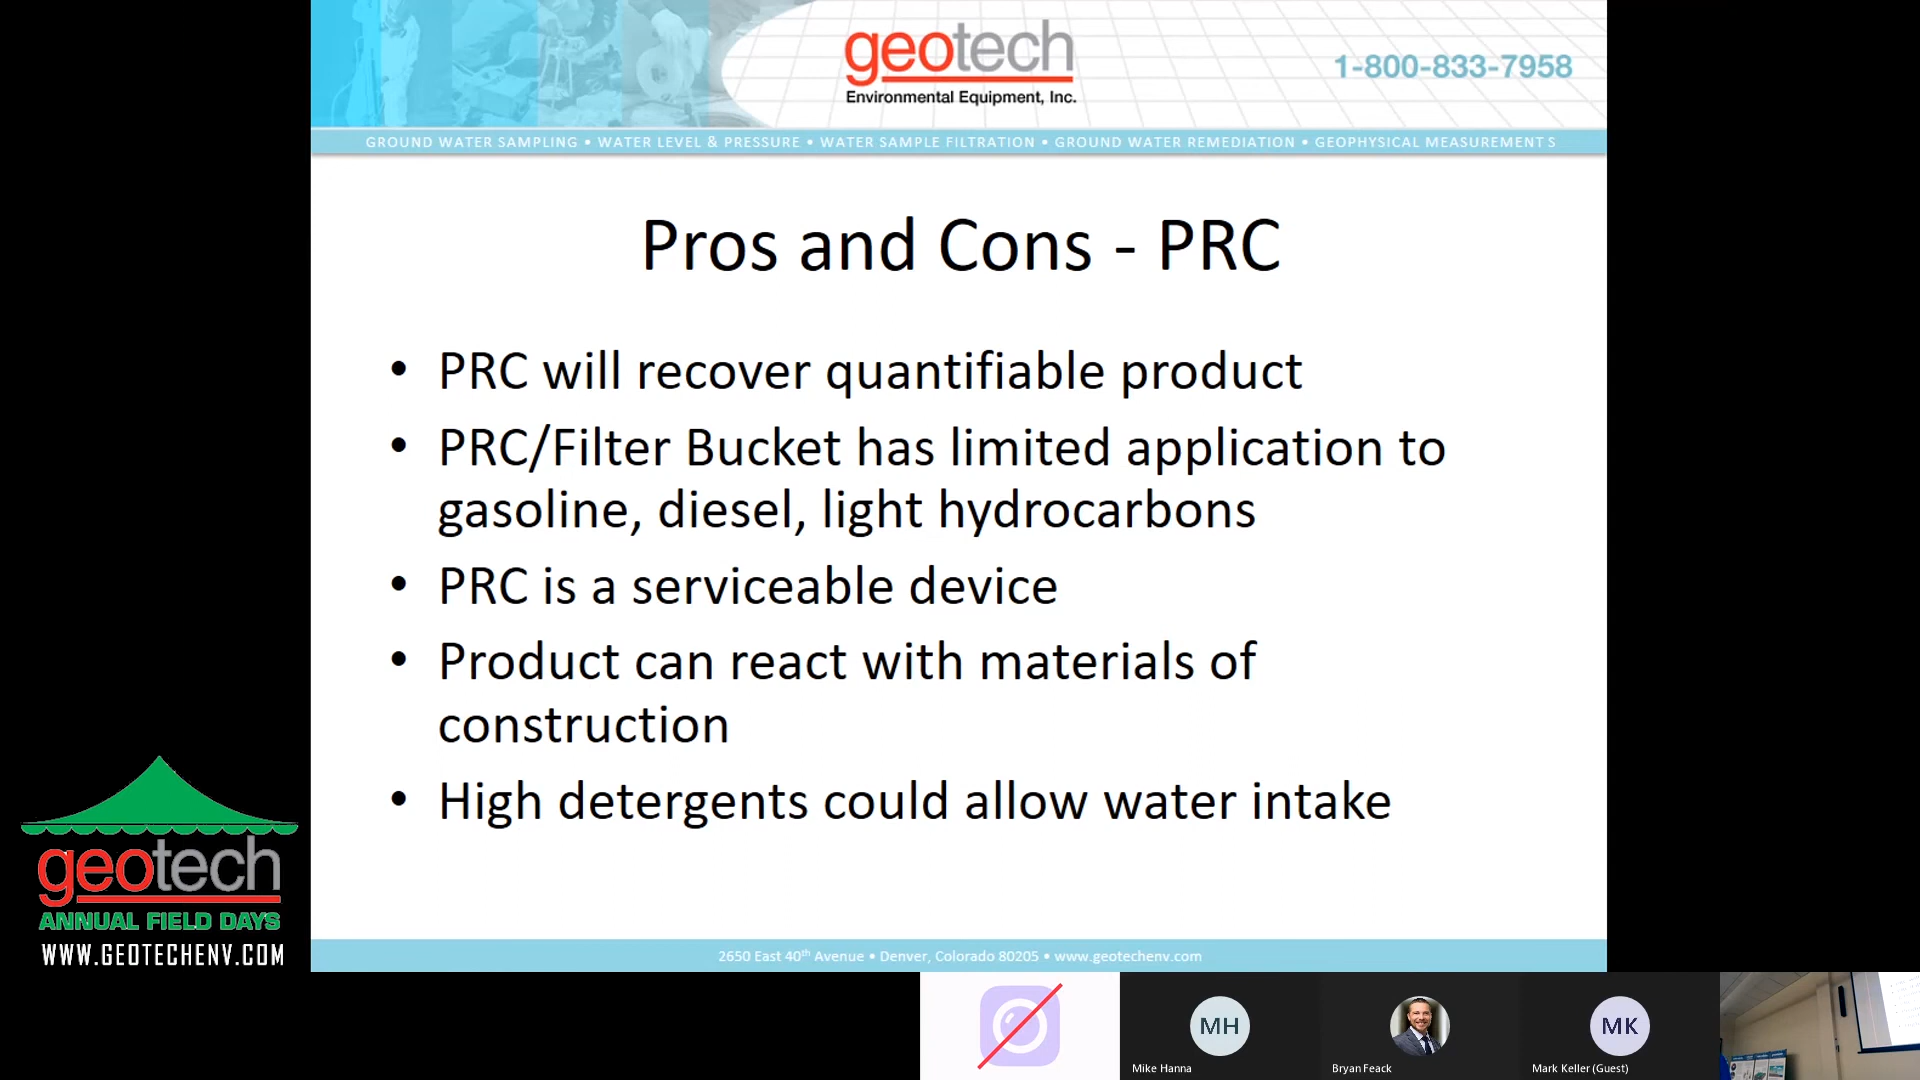 geotech
Environmental Equipment, Inc.
1-800-833-7958
GROUND WATER SAMPLING • WATER LEVEL & PRESSURE • WATER SAMPLE FILTRATION • GROUND WATER REMEDIATION • GEOPHYSICAL MEASUREMENTS
Pros and Cons - PRC
• PRC will recover quantifiable product
• PRC/Filter Bucket has limited application to
gasoline, diesel, light hydrocarbons
• PRC is a serviceable device
• Product can react with materials of
construction
• High detergents could allow water intake
geotech
ANNUAL FIELD DAYS
WWW.GEOTECHENV.COM
2650 East 40th Avenue • Denver, Colorado 80205 • www.geotechenv.com
MH
MK
Mike Hanna
Bryan Feack
Mark Keller (Guest)